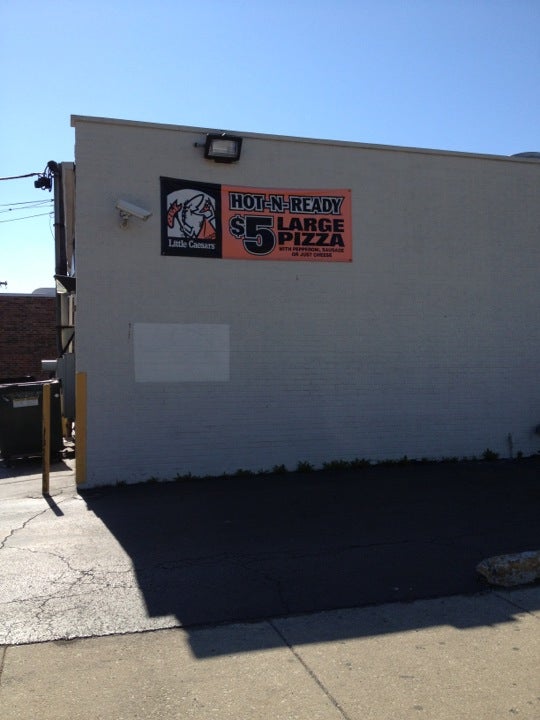 HOT-N-READY
$5 LARGE
PIZZA
WITH PEPPERONI, SAUSAGE
OR JUST CHEESE
Little Caesars